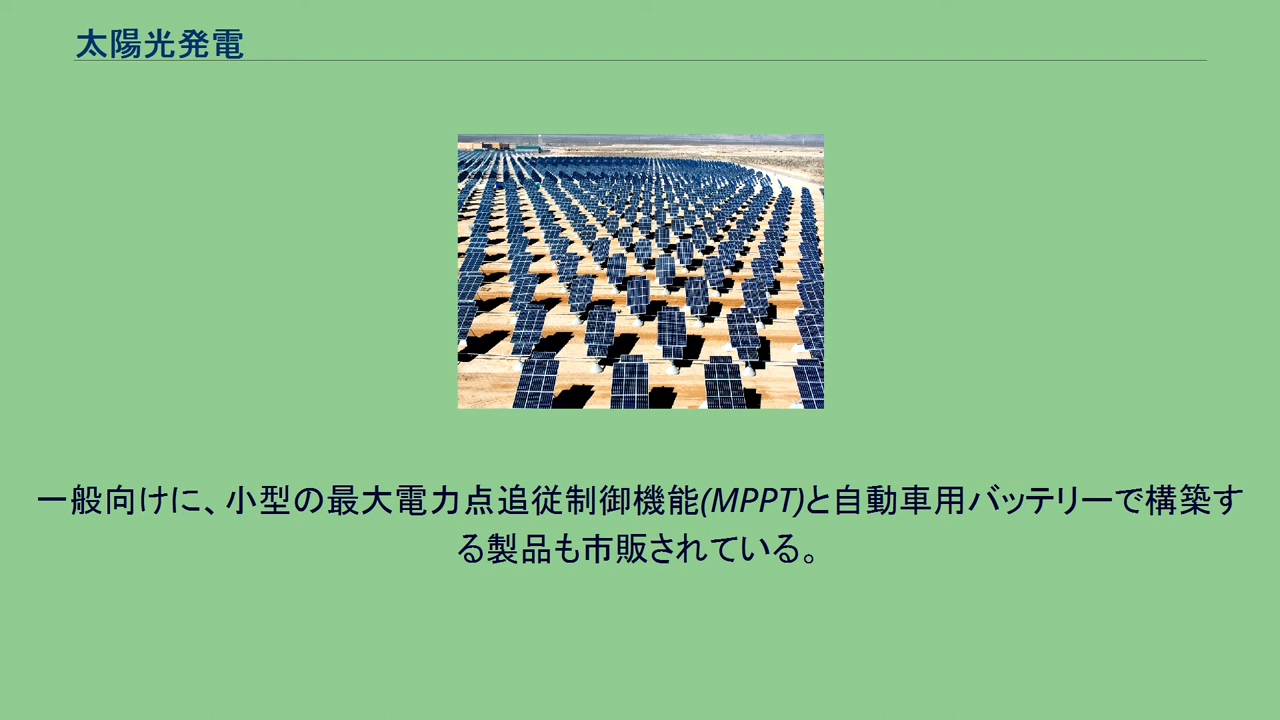 太陽光発電
一般向けに、小型の最大電力点追従制御機能(MPPT)と自動車用バッテリーで構築す
る製品も市販されている。